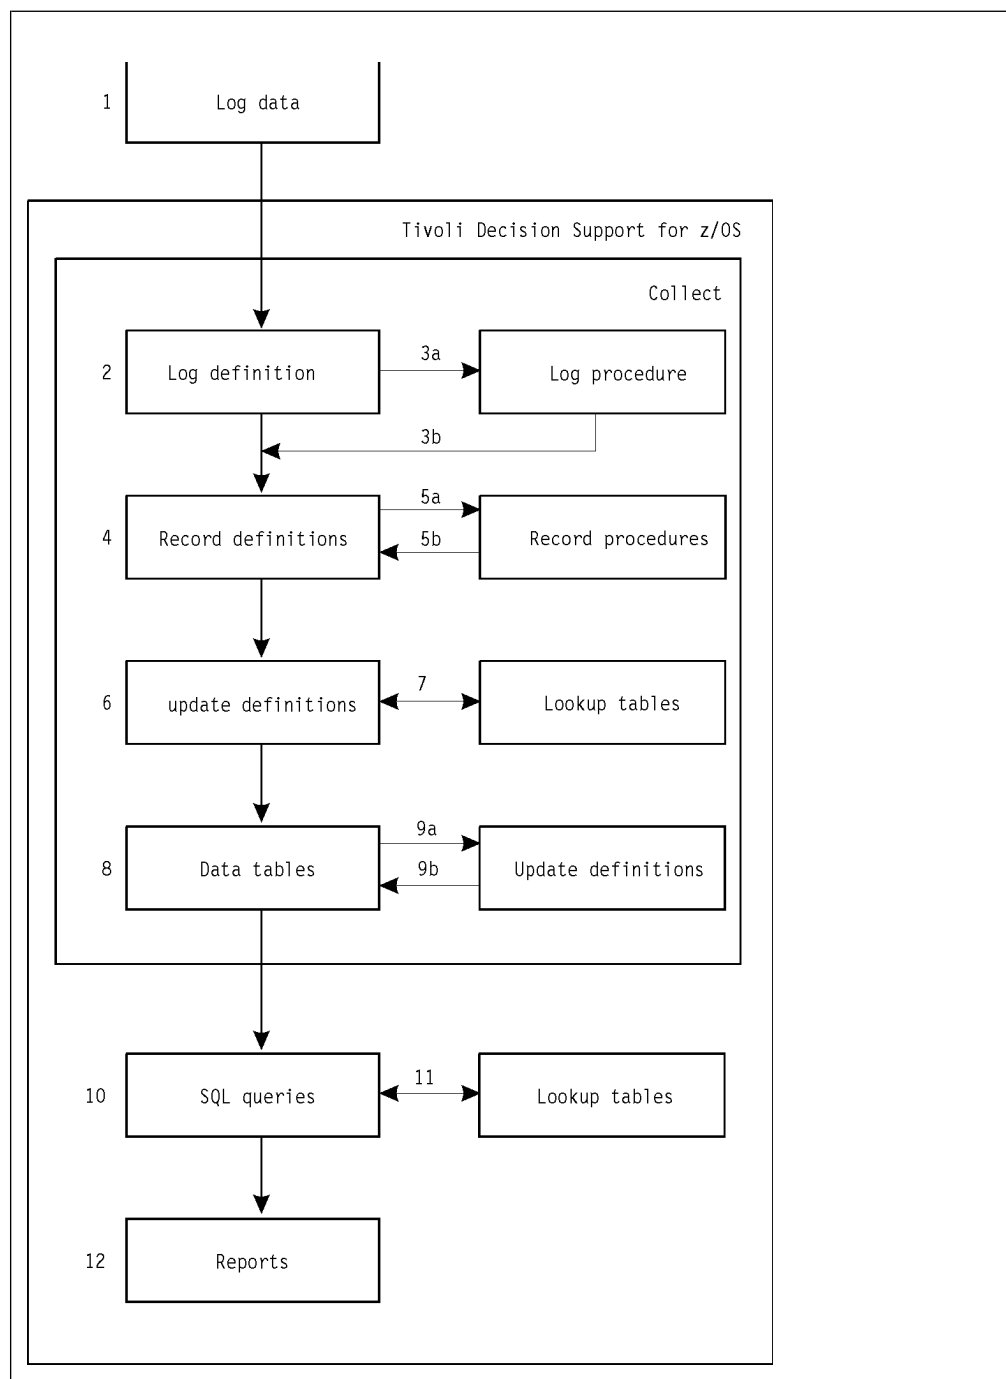 1 Log data
Tivoli Decision Support for z/OS
Collect
2 Log definition 3a Log procedure
3b
4 Record definitions 5a 5b Record procedures
6 update definitions 7 Lookup tables
8 Data tables 9a 9b Update definitions
10 SQL queries 11 Lookup tables
12 Reports